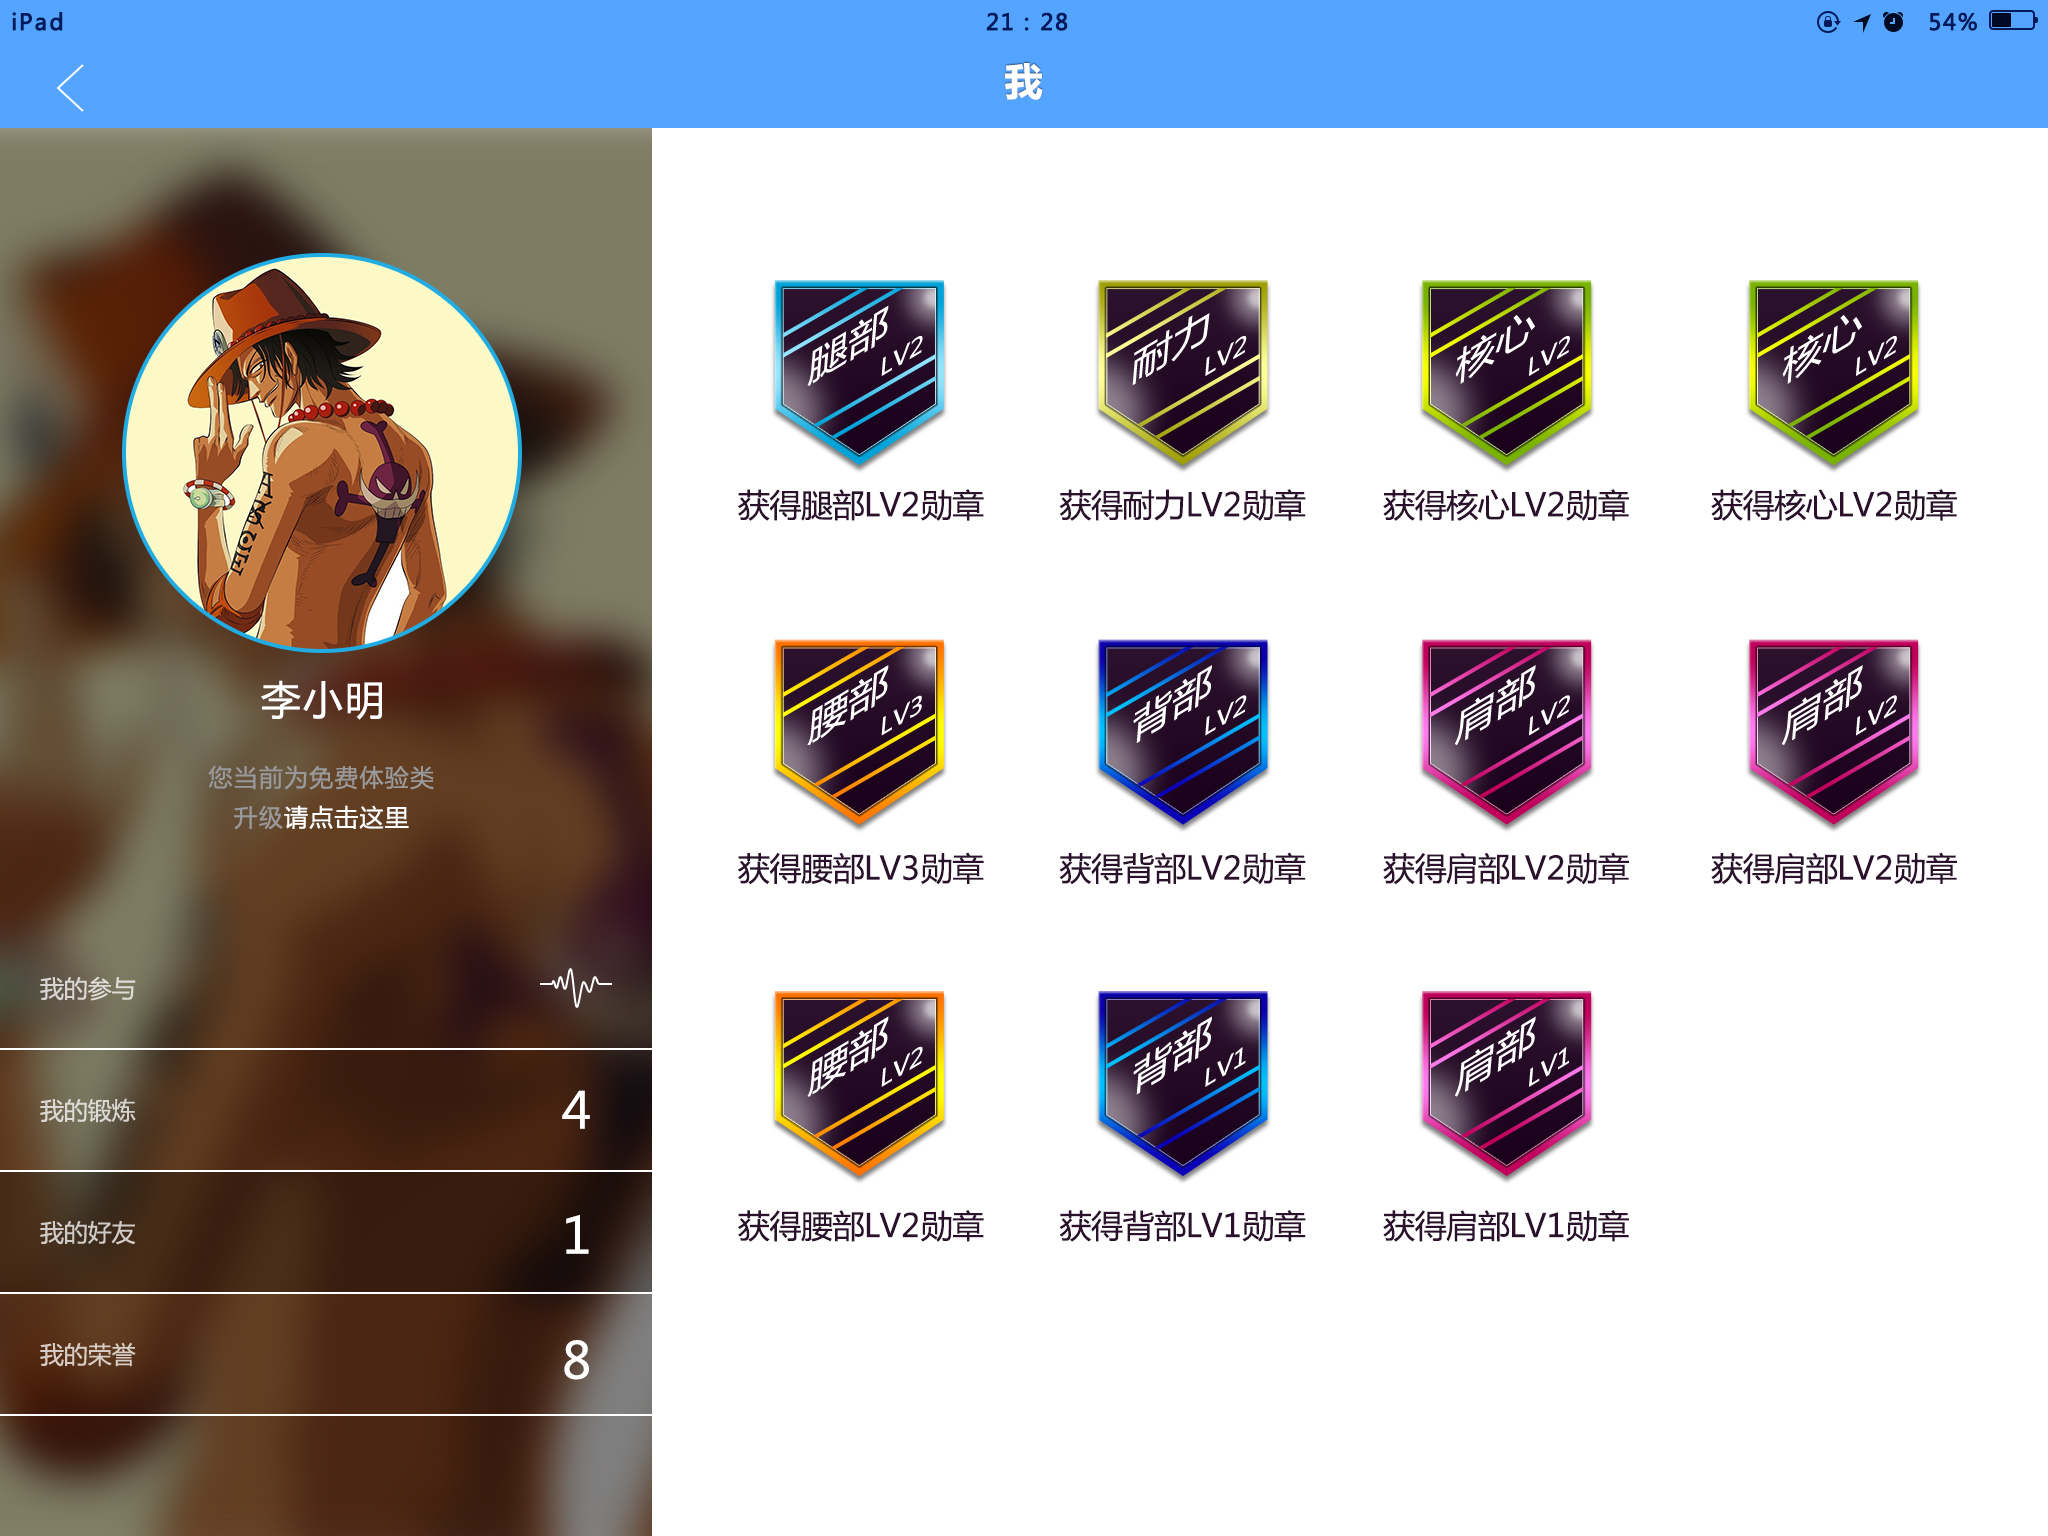 iPad
21 : 28
54%
我
李小明
您当前为免费体验类
升级请点击这里
我的参与
我的锻炼
4
我的好友
1
我的荣誉
8
腿部
LV2
获得腿部LV2勋章
耐力
LV2
获得耐力LV2勋章
核心
LV2
获得核心LV2勋章
核心
LV2
获得核心LV2勋章
腰部
LV3
获得腰部LV3勋章
背部
LV2
获得背部LV2勋章
肩部
LV2
获得肩部LV2勋章
肩部
LV2
获得肩部LV2勋章
腰部
LV2
获得腰部LV2勋章
背部
LV1
获得背部LV1勋章
肩部
LV1
获得肩部LV1勋章